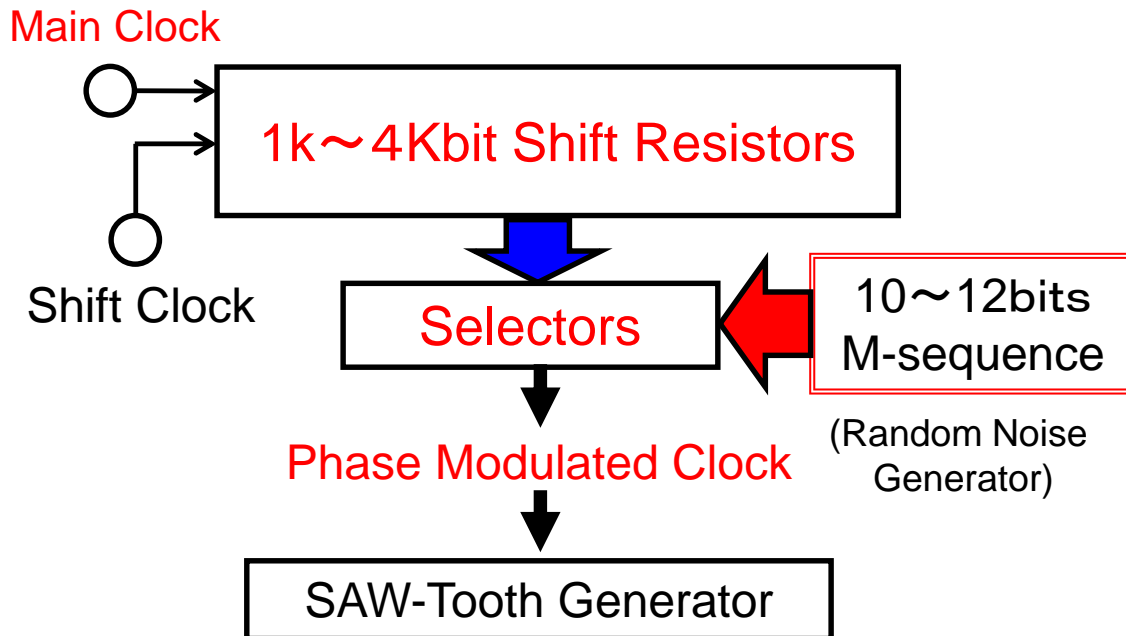 Main Clock
1k～4Kbit Shift Resistors
Shift Clock
Selectors
10～12bits
M-sequence
(Random Noise
Generator)
Phase Modulated Clock
SAW-Tooth Generator